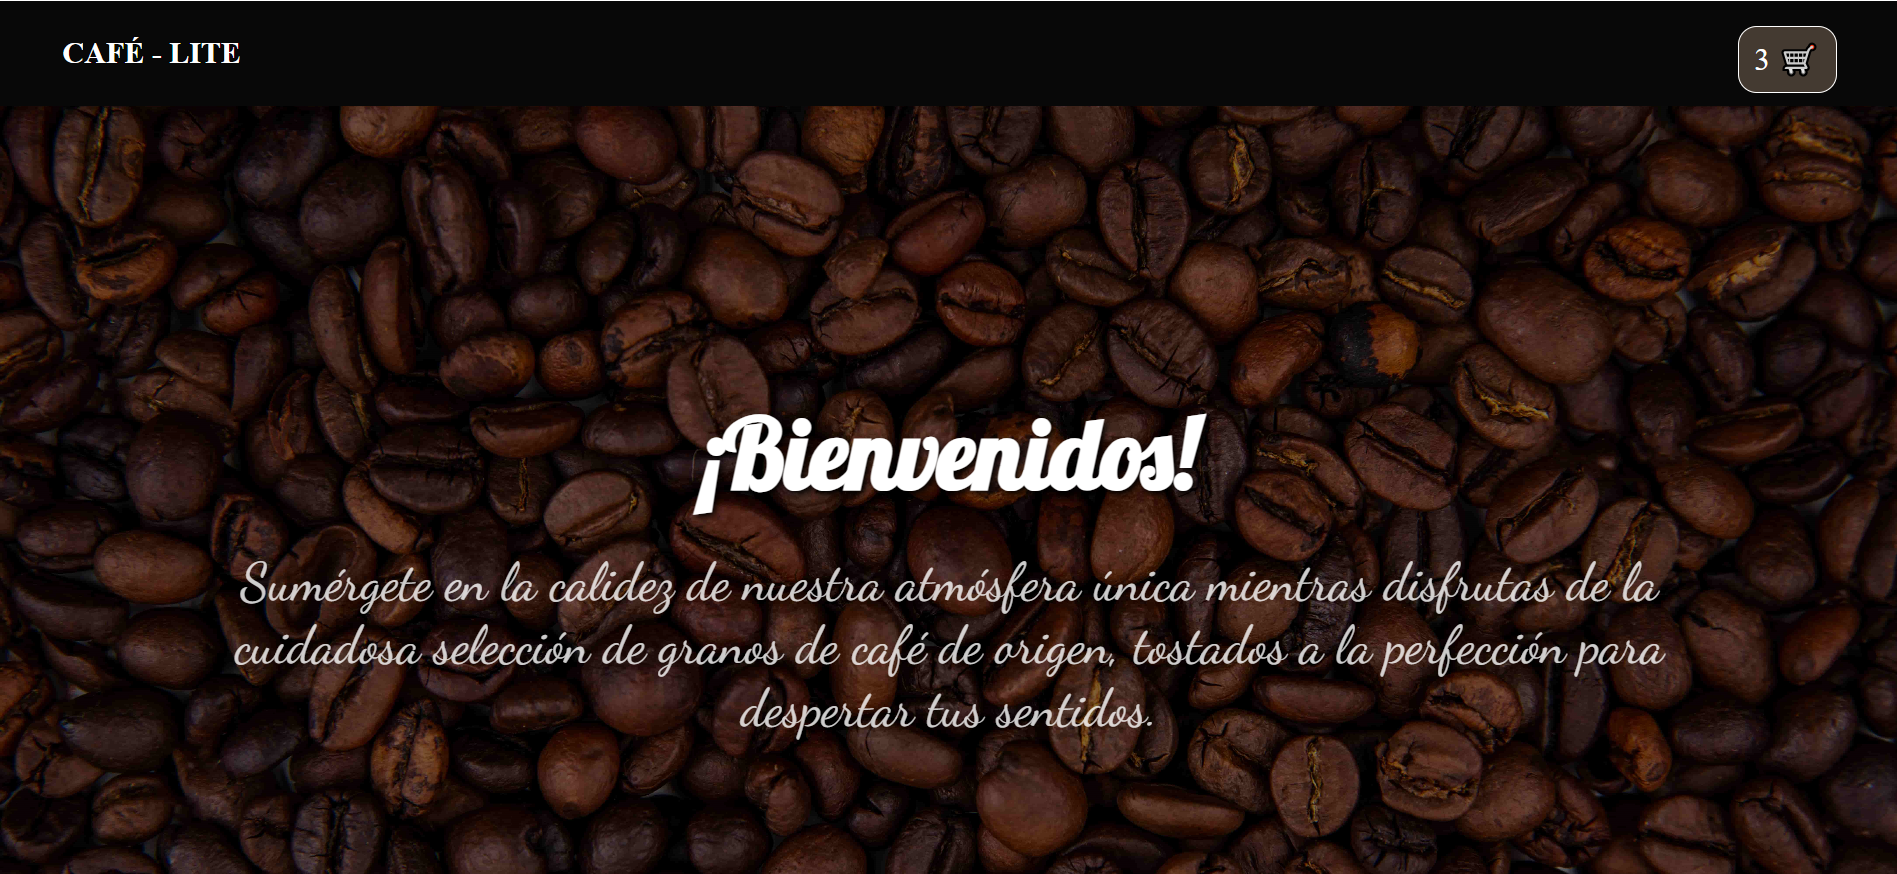 CAFÉ - LITE
3
¡Bienvenidos!
Sumérgete en la calidez de nuestra atmósfera única mientras disfrutas de la
cuidadosa selección de granos de café de origen, tostados a la perfección para
despertar tus sentidos.